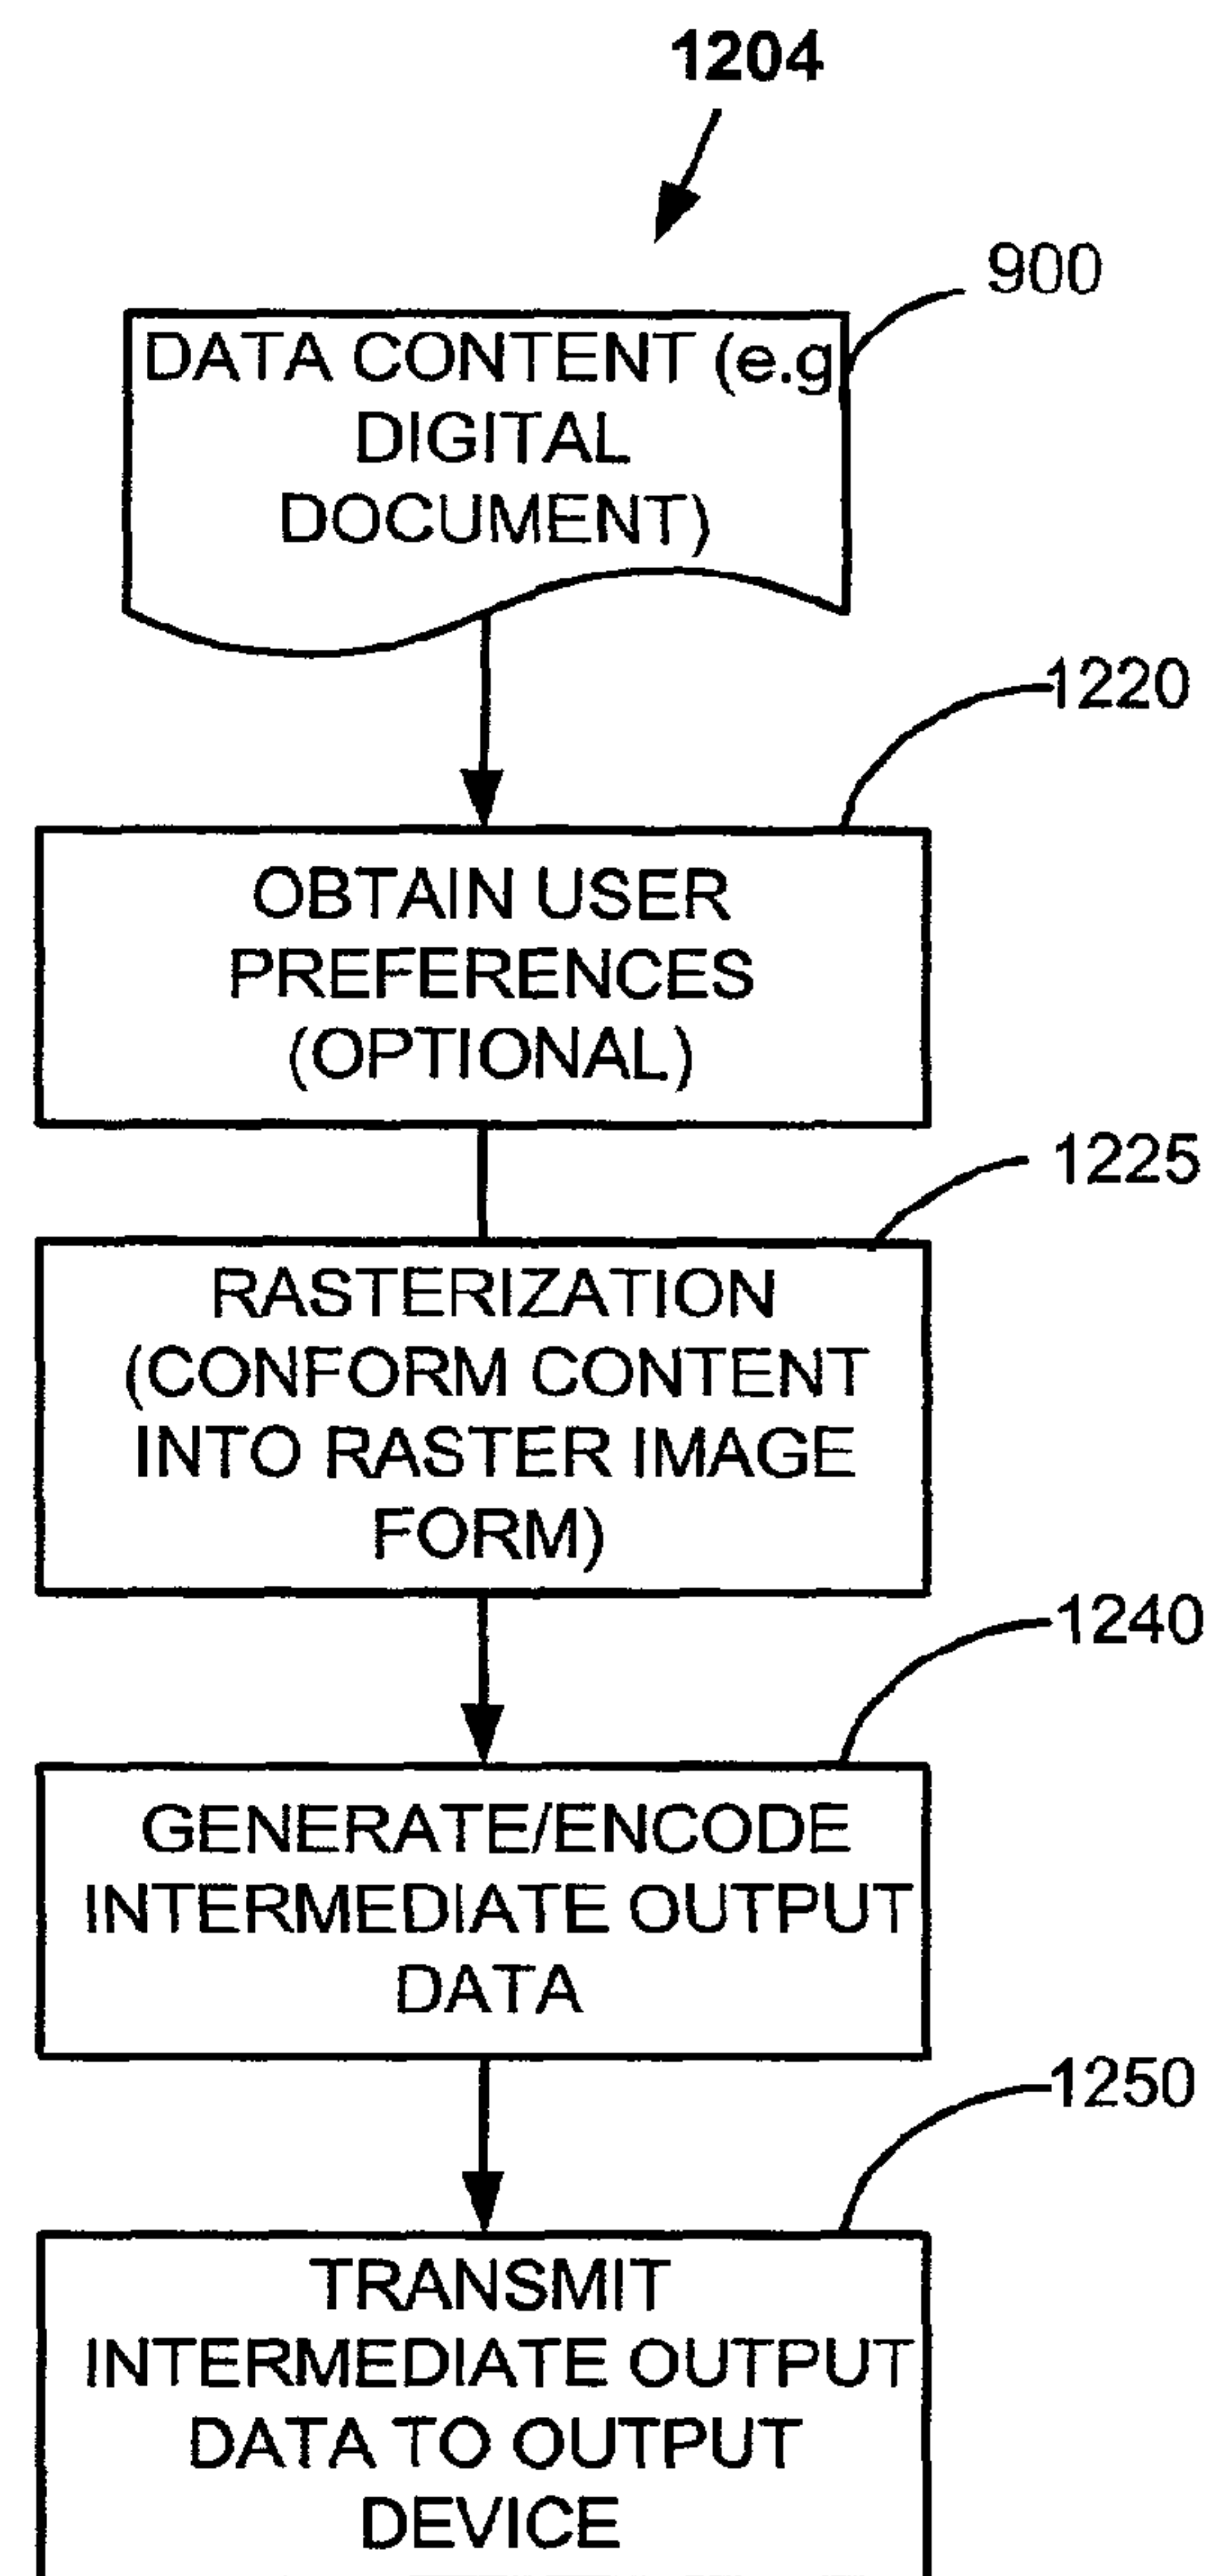 1204
900
DATA CONTENT (e.g
DIGITAL
DOCUMENT)
1220
OBTAIN USER
PREFERENCES
(OPTIONAL)
1225
RASTERIZATION
(CONFORM CONTENT
INTO RASTER IMAGE
FORM)
1240
GENERATE/ENCODE
INTERMEDIATE OUTPUT
DATA
1250
TRANSMIT
INTERMEDIATE OUTPUT
DATA TO OUTPUT
DEVICE